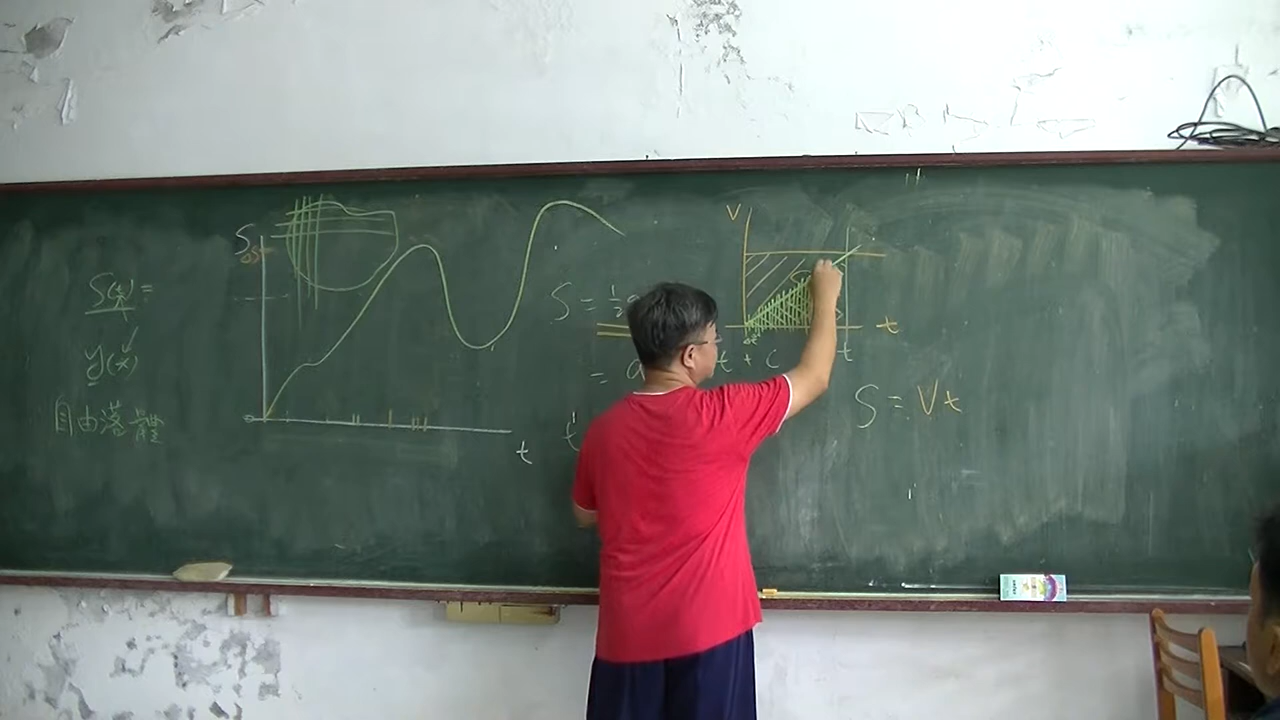 S(t) =
y(t)
自由落體
S
t
S = ½
=
t + c
V
t
t
S = Vt